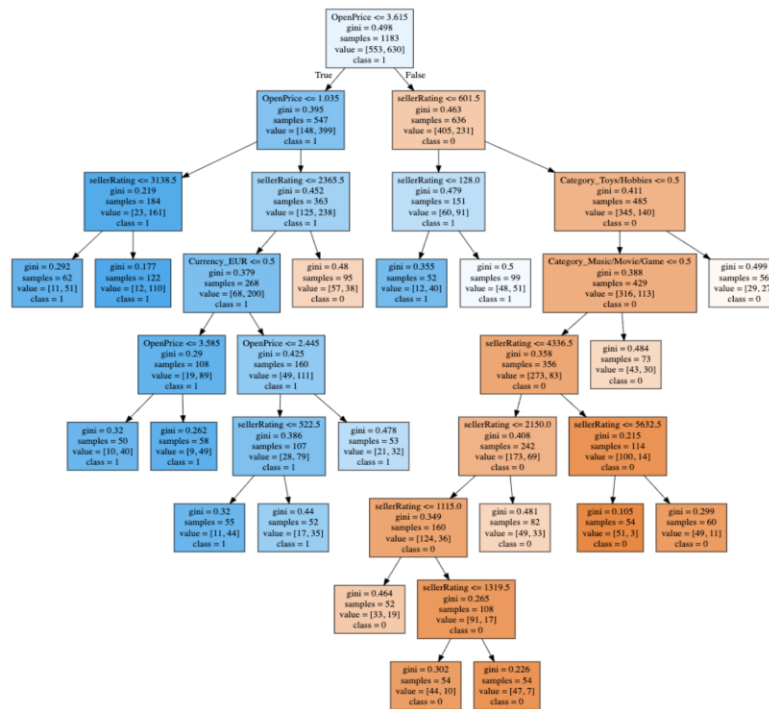 OpenPrice <= 3.615
gini = 0.498
samples = 1183
value = [553, 630]
class = 1
True
False
OpenPrice <= 1.035
gini = 0.395
samples = 547
value = [148, 399]
class = 1
sellerRating <= 601.5
gini = 0.463
samples = 636
value = [405, 231]
class = 0
sellerRating <= 3138.5
gini = 0.219
samples = 184
value = [23, 161]
class = 1
sellerRating <= 2365.5
gini = 0.452
samples = 363
value = [125, 238]
class = 1
sellerRating <= 128.0
gini = 0.479
samples = 151
value = [60, 91]
class = 1
Category_Toys/Hobbies <= 0.5
gini = 0.411
samples = 485
value = [345, 140]
class = 0
gini = 0.292
samples = 62
value = [11, 51]
class = 1
gini = 0.177
samples = 122
value = [12, 110]
class = 1
Currency_EUR <= 0.5
gini = 0.379
samples = 268
value = [68, 200]
class = 1
gini = 0.48
samples = 95
value = [57, 38]
class = 0
gini = 0.355
samples = 52
value = [12, 40]
class = 1
gini = 0.5
samples = 99
value = [48, 51]
class = 1
Category_Music/Movie/Game <= 0.5
gini = 0.388
samples = 429
value = [316, 113]
class = 0
gini = 0.499
samples = 56
value = [29, 27
class = 0
OpenPrice <= 3.585
gini = 0.29
samples = 108
value = [19, 89]
class = 1
OpenPrice <= 2.445
gini = 0.425
samples = 160
value = [49, 111]
class = 1
sellerRating <= 4336.5
gini = 0.358
samples = 356
value = [273, 83]
class = 0
gini = 0.484
samples = 73
value = [43, 30]
class = 0
gini = 0.32
samples = 50
value = [10, 40]
class = 1
gini = 0.262
samples = 58
value = [9, 49]
class = 1
sellerRating <= 522.5
gini = 0.386
samples = 107
value = [28, 79]
class = 1
gini = 0.478
samples = 53
value = [21, 32]
class = 1
sellerRating <= 2150.0
gini = 0.408
samples = 242
value = [173, 69]
class = 0
sellerRating <= 5632.5
gini = 0.215
samples = 114
value = [100, 14]
class = 0
gini = 0.32
samples = 55
value = [11, 44]
class = 1
gini = 0.44
samples = 52
value = [17, 35]
class = 1
sellerRating <= 1115.0
gini = 0.349
samples = 160
value = [124, 36]
class = 0
gini = 0.481
samples = 82
value = [49, 33]
class = 0
gini = 0.105
samples = 54
value = [51, 3]
class = 0
gini = 0.299
samples = 60
value = [49, 11]
class = 0
gini = 0.464
samples = 52
value = [33, 19]
class = 0
sellerRating <= 1319.5
gini = 0.265
samples = 108
value = [91, 17]
class = 0
gini = 0.302
samples = 54
value = [44, 10]
class = 0
gini = 0.226
samples = 54
value = [47, 7]
class = 0